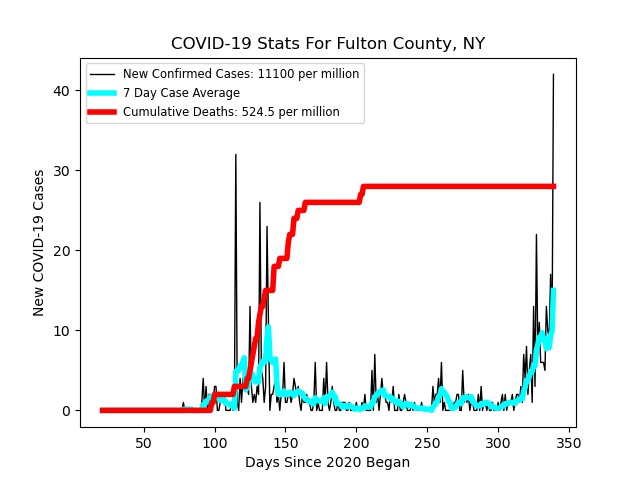 COVID-19 Stats For Fulton County, NY
New Confirmed Cases: 11100 per million
7 Day Case Average
Cumulative Deaths: 524.5 per million
New COVID-19 Cases
40
30
20
10
0
50 100 150 200 250 300 350
Days Since 2020 Began